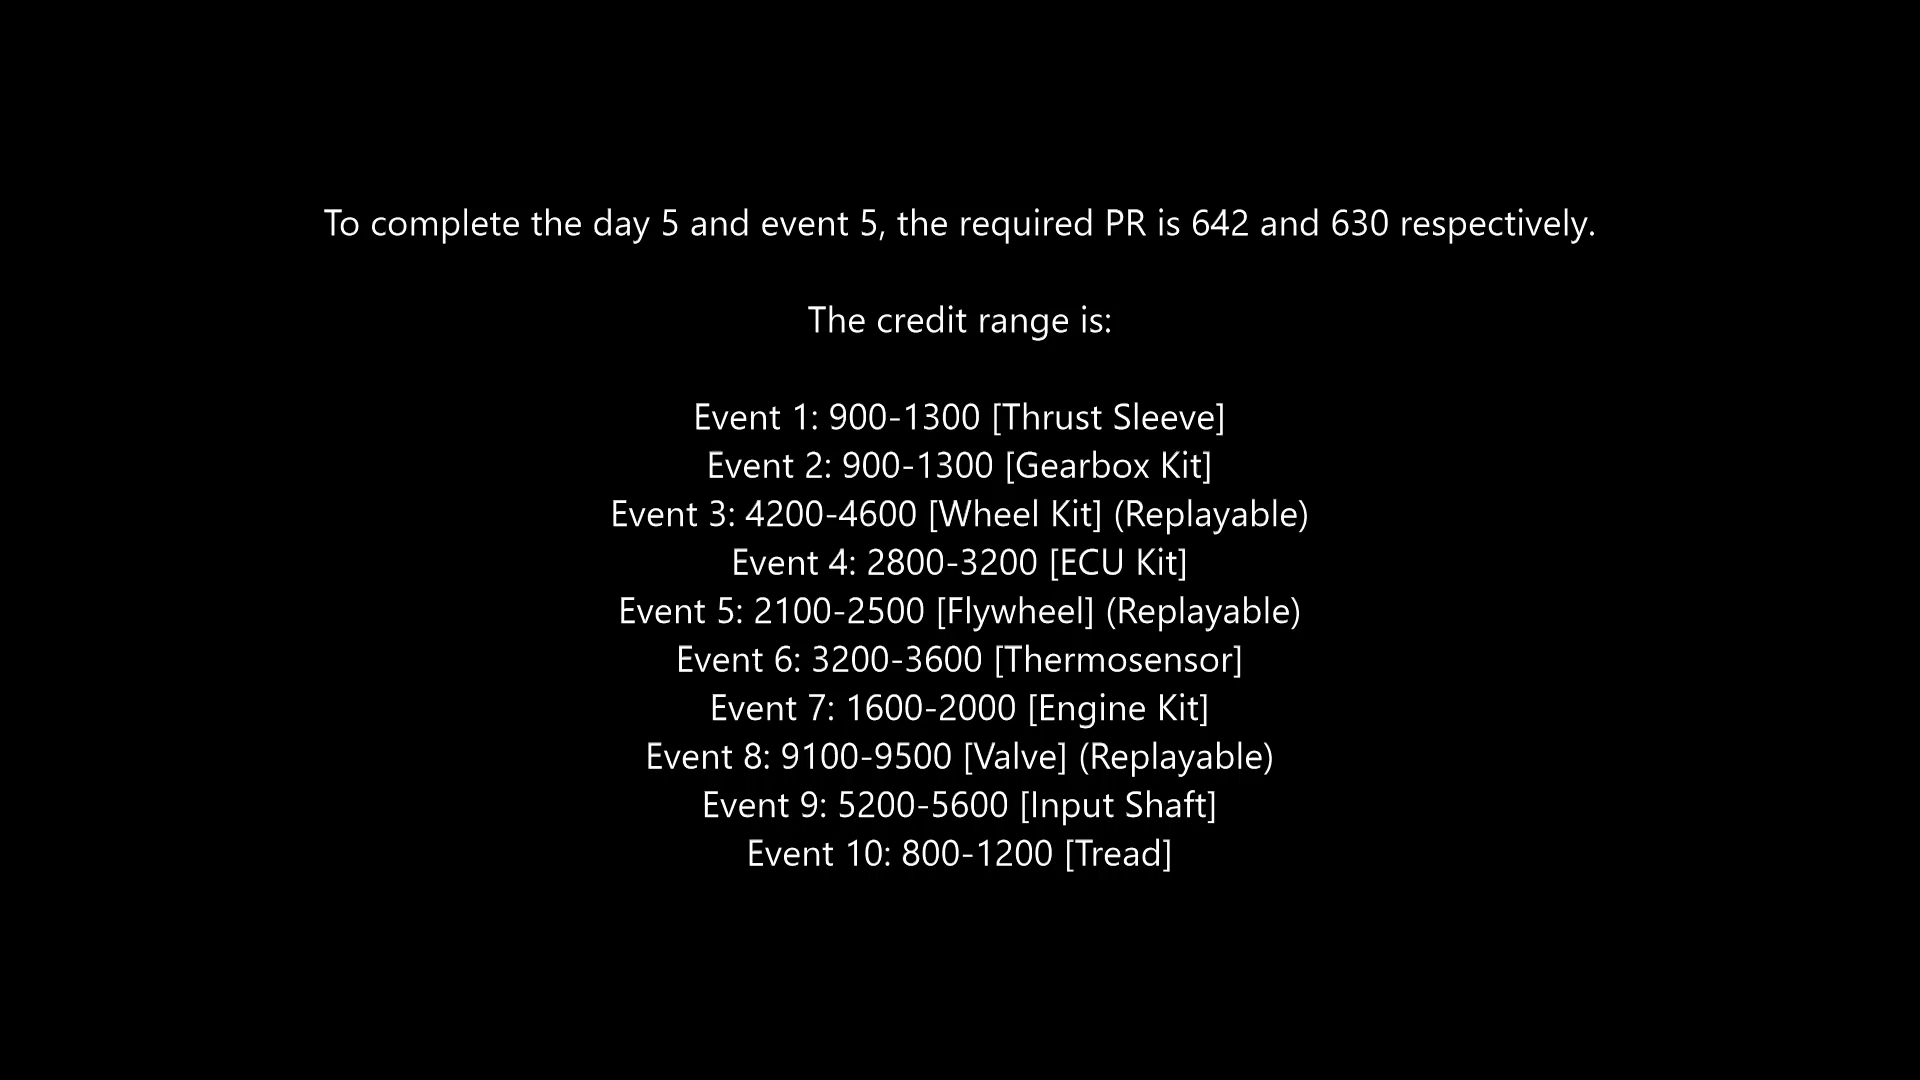 To complete the day 5 and event 5, the required PR is 642 and 630 respectively.
The credit range is:
Event 1: 900-1300 [Thrust Sleeve]
Event 2: 900-1300 [Gearbox Kit]
Event 3: 4200-4600 [Wheel Kit] (Replayable)
Event 4: 2800-3200 [ECU Kit]
Event 5: 2100-2500 [Flywheel] (Replayable)
Event 6: 3200-3600 [Thermosensor]
Event 7: 1600-2000 [Engine Kit]
Event 8: 9100-9500 [Valve] (Replayable)
Event 9: 5200-5600 [Input Shaft]
Event 10: 800-1200 [Tread]